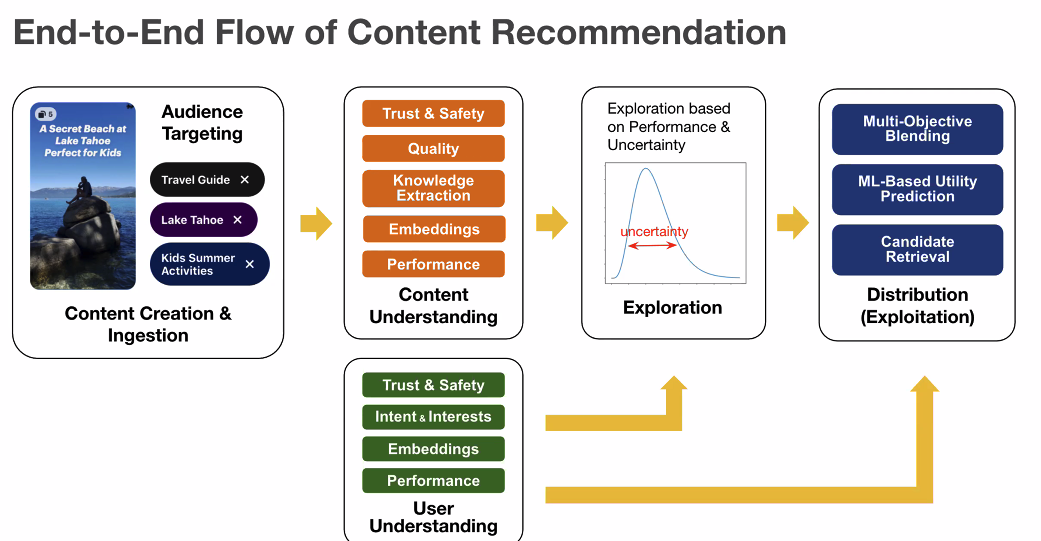 End-to-End Flow of Content Recommendation
5
A Secret Beach at
Lake Tahoe
Perfect for Kids
Audience
Targeting
Travel Guide ✕
Lake Tahoe ✕
Kids Summer
Activities ✕
Content Creation &
Ingestion
Trust & Safety
Quality
Knowledge
Extraction
Embeddings
Performance
Content
Understanding
Exploration based
on Performance &
Uncertainty
uncertainty
Exploration
Multi-Objective
Blending
ML-Based Utility
Prediction
Candidate
Retrieval
Distribution
(Exploitation)
Trust & Safety
Intent & Interests
Embeddings
Performance
User
Understanding